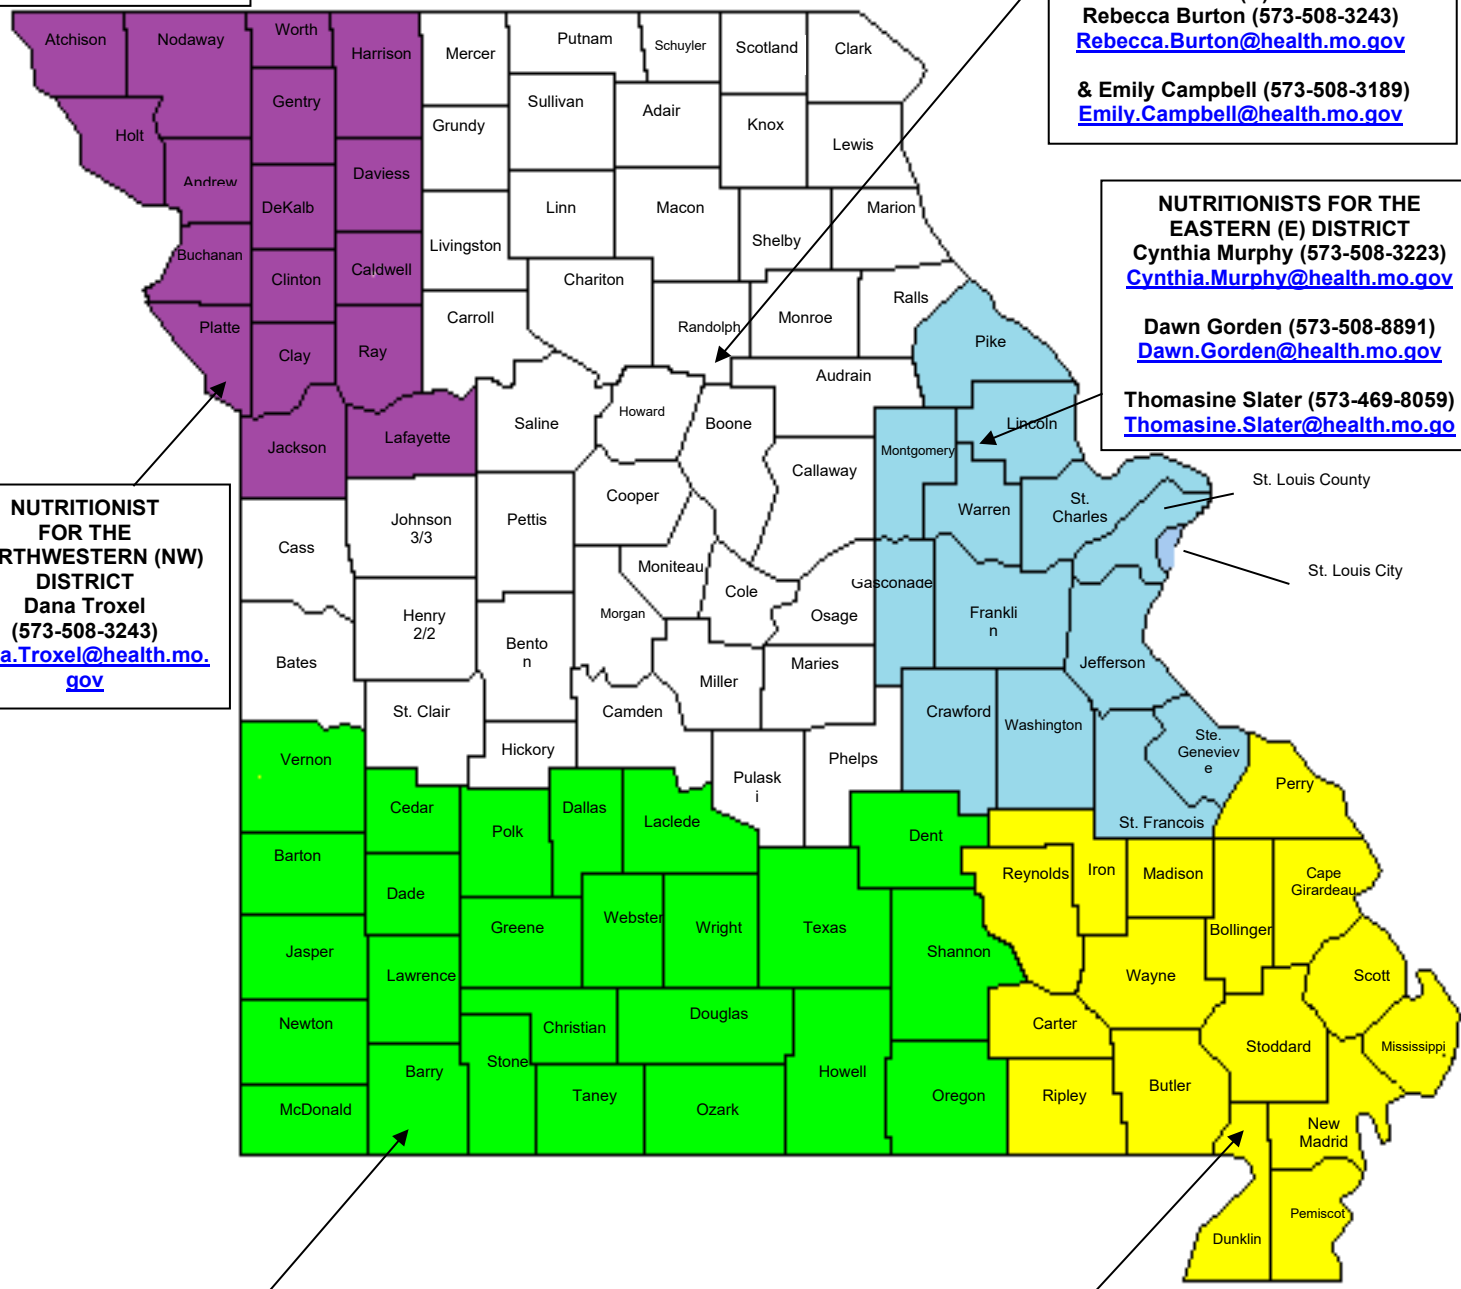 Rebecca Burton (573-508-3243)
Rebecca.Burton@health.mo.gov
& Emily Campbell (573-508-3189)
Emily.Campbell@health.mo.gov
NUTRITIONISTS FOR THE
EASTERN (E) DISTRICT
Cynthia Murphy (573-508-3223)
Cynthia.Murphy@health.mo.gov
Dawn Gorden (573-508-8891)
Dawn.Gorden@health.mo.gov
Thomasine Slater (573-469-8059)
Thomasine.Slater@health.mo.go
NUTRITIONIST
FOR THE
RTHWESTERN (NW)
DISTRICT
Dana Troxel
(573-508-3243)
a.Troxel@health.mo.
gov
Atchison
Nodaway
Worth
Harrison
Mercer
Putnam
Schuyler
Scotland
Clark
Holt
Gentry
Grundy
Sullivan
Adair
Knox
Lewis
Andrew
DeKalb
Daviess
Livingston
Linn
Macon
Shelby
Marion
Buchanan
Clinton
Caldwell
Chariton
Platte
Clay
Ray
Carroll
Randolph
Monroe
Ralls
Pike
Audrain
Jackson
Lafayette
Saline
Howard
Boone
Callaway
Montgomery
Lincoln
St. Louis County
St. Louis City
Cass
Johnson
3/3
Pettis
Cooper
Warren
St.
Charles
Moniteau
Cole
Osage
Gasconade
Frankli
n
Bates
Henry
2/2
Bento
n
Morgan
Miller
Maries
Jefferson
St. Clair
Hickory
Camden
Crawford
Washington
Ste.
Geneviev
e
Vernon
Cedar
Polk
Dallas
Laclede
Pulask
i
Phelps
Dent
St. Francois
Perry
Barton
Dade
Greene
Webster
Wright
Texas
Shannon
Reynolds
Iron
Madison
Bollinger
Cape
Girardeau
Jasper
Lawrence
Wayne
Scott
Newton
Christian
Douglas
Carter
Stoddard
Mississippi
McDonald
Barry
Stone
Taney
Ozark
Howell
Oregon
Ripley
Butler
New
Madrid
Dunklin
Pemiscot